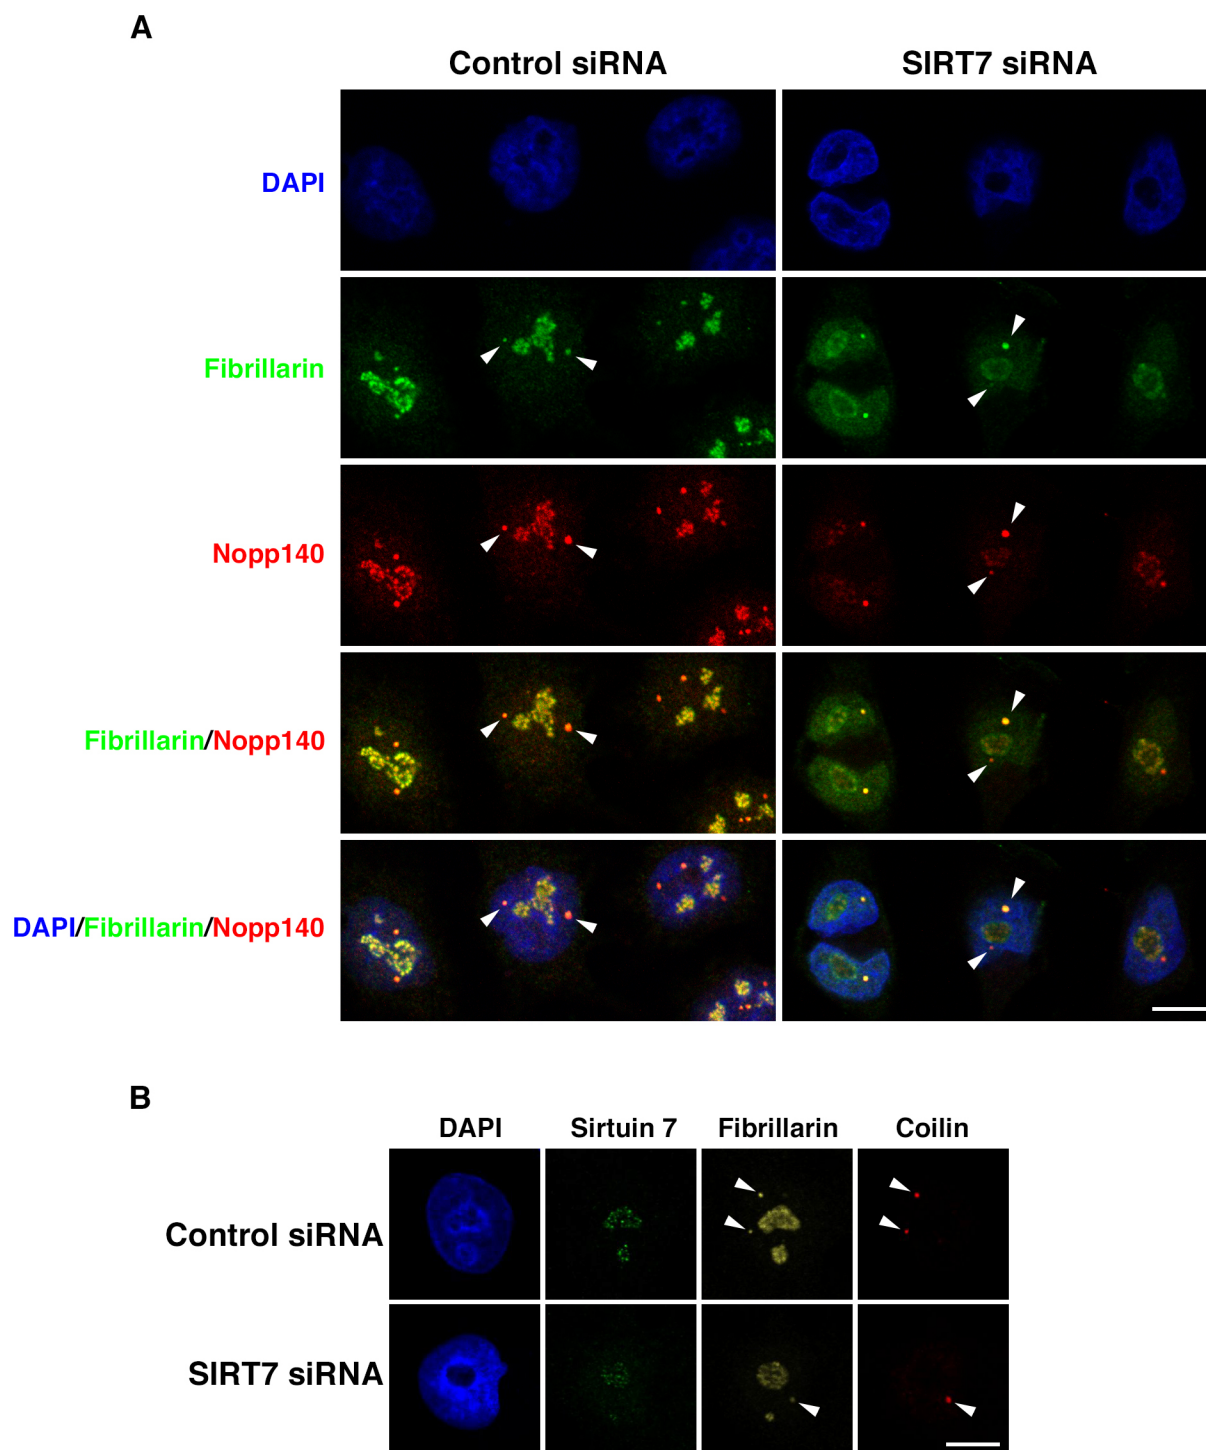 A
Control siRNA
SIRT7 siRNA
DAPI
Fibrillarin
Nopp140
Fibrillarin/Nopp140
DAPI/Fibrillarin/Nopp140
B
DAPI
Sirtuin 7
Fibrillarin
Coilin
Control siRNA
SIRT7 siRNA